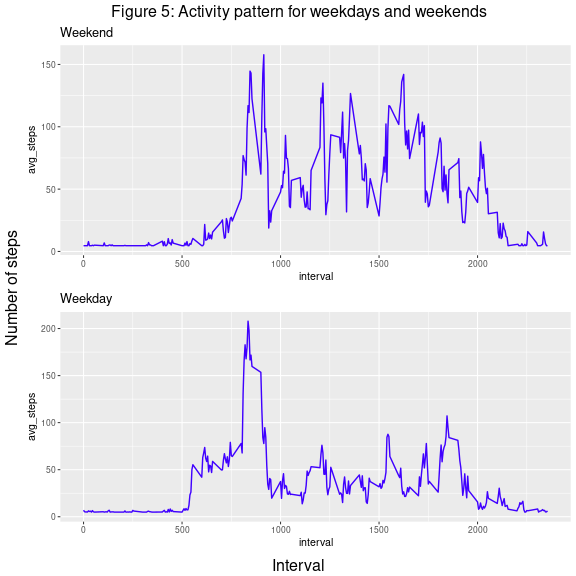 Figure 5: Activity pattern for weekdays and weekends
Weekend
150
100
50
0
avg_steps
0 500 1000 1500 2000
interval
Number of steps
Weekday
200
150
100
50
0
avg_steps
0 500 1000 1500 2000
interval
Interval